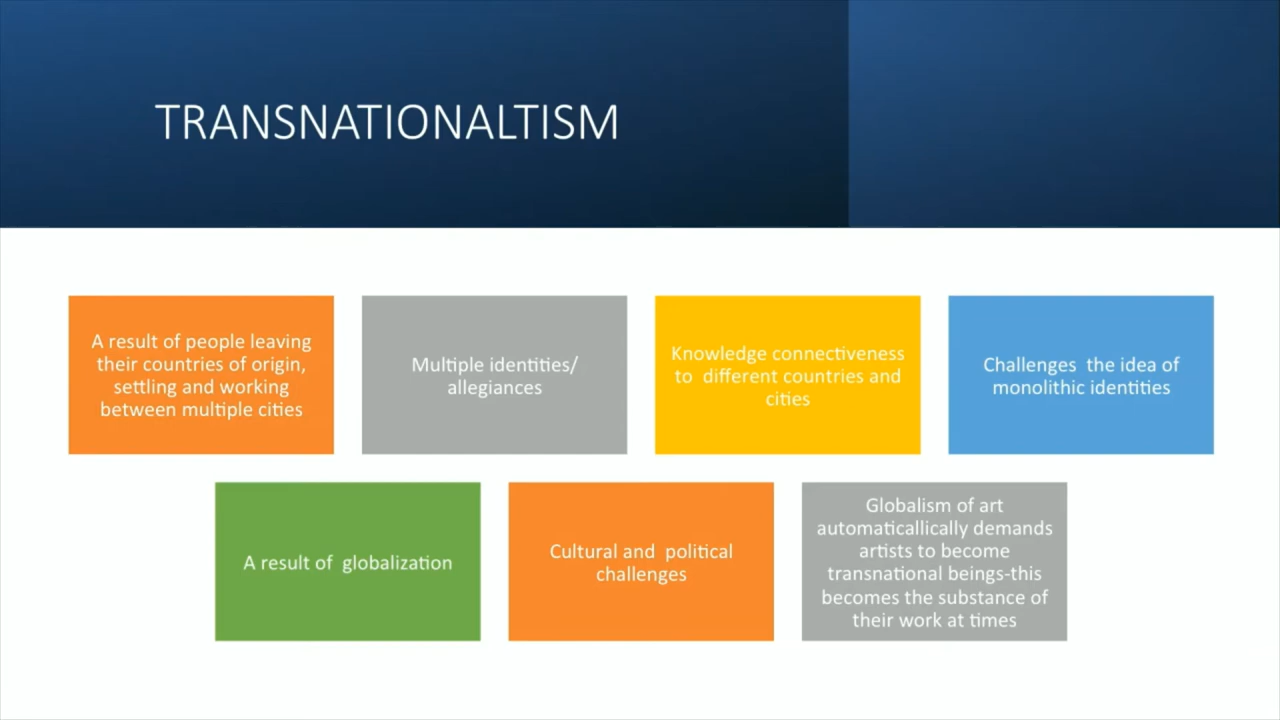 TRANSNATIONALTISM
A result of people leaving
their countries of origin,
settling and working
between multiple cities
Multiple identities/
allegiances
Knowledge connectiveness
to  different countries and
cities
Challenges  the idea of
monolithic identities
A result of  globalization
Cultural and  political
challenges
Globalism of art
automaticallically demands
artists to become
transnational beings-this
becomes the substance of
their work at times